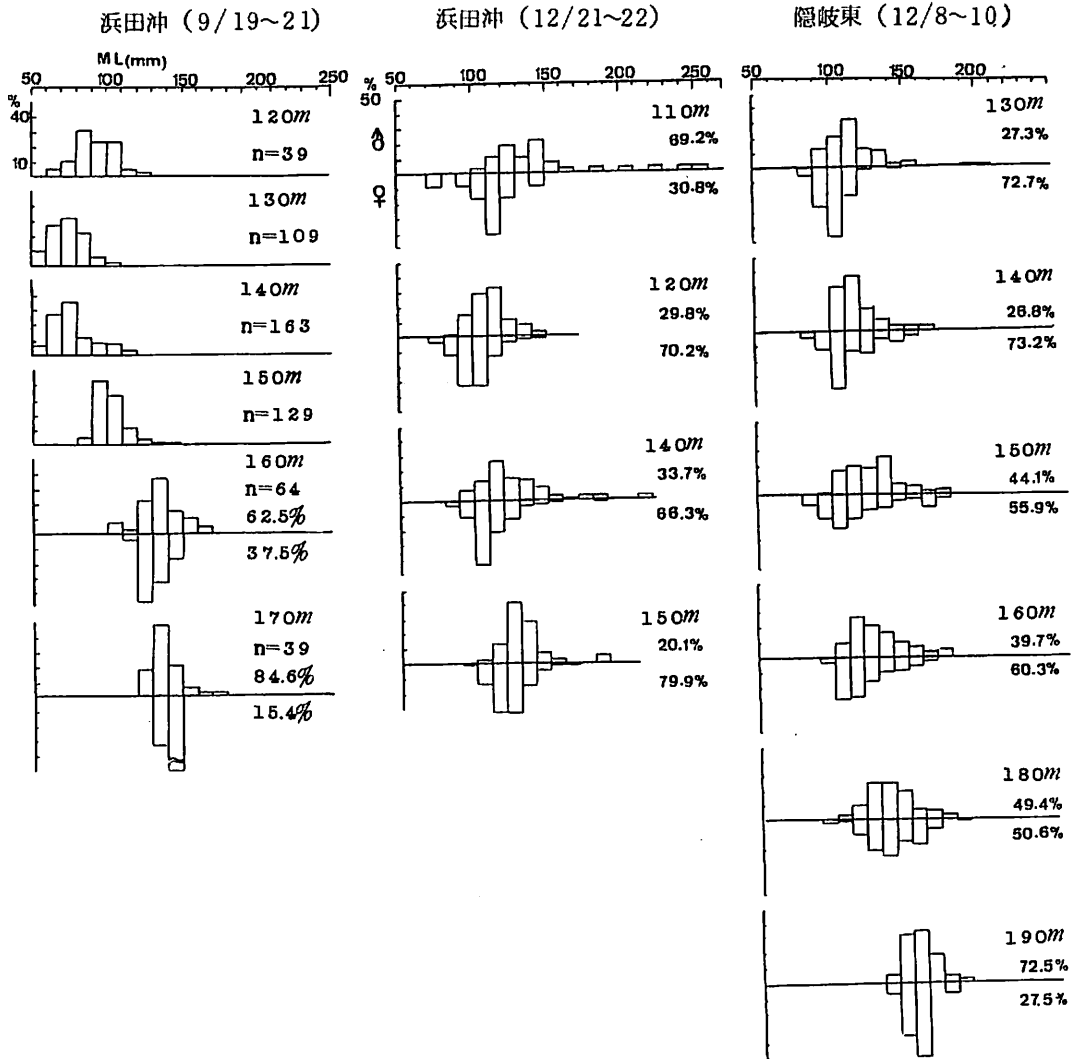 浜田沖 (9/19~21)
ML(mm)
50 100 150 200 250
%
40
10
120m
n=39
130m
n=109
140m
n=163
150m
n=129
160m
n=64
62.5%
37.5%
170m
n=39
84.6%
15.4%
浜田沖 (12/21~22)
50 100 150 200 250
%
50
♂
♀
110m
69.2%
30.8%
120m
29.8%
70.2%
140m
33.7%
66.3%
150m
20.1%
79.9%
隠岐東 (12/8~10)
50 100 150 200
130m
27.3%
72.7%
140m
26.8%
73.2%
150m
44.1%
55.9%
160m
39.7%
60.3%
180m
49.4%
50.6%
190m
72.5%
27.5%